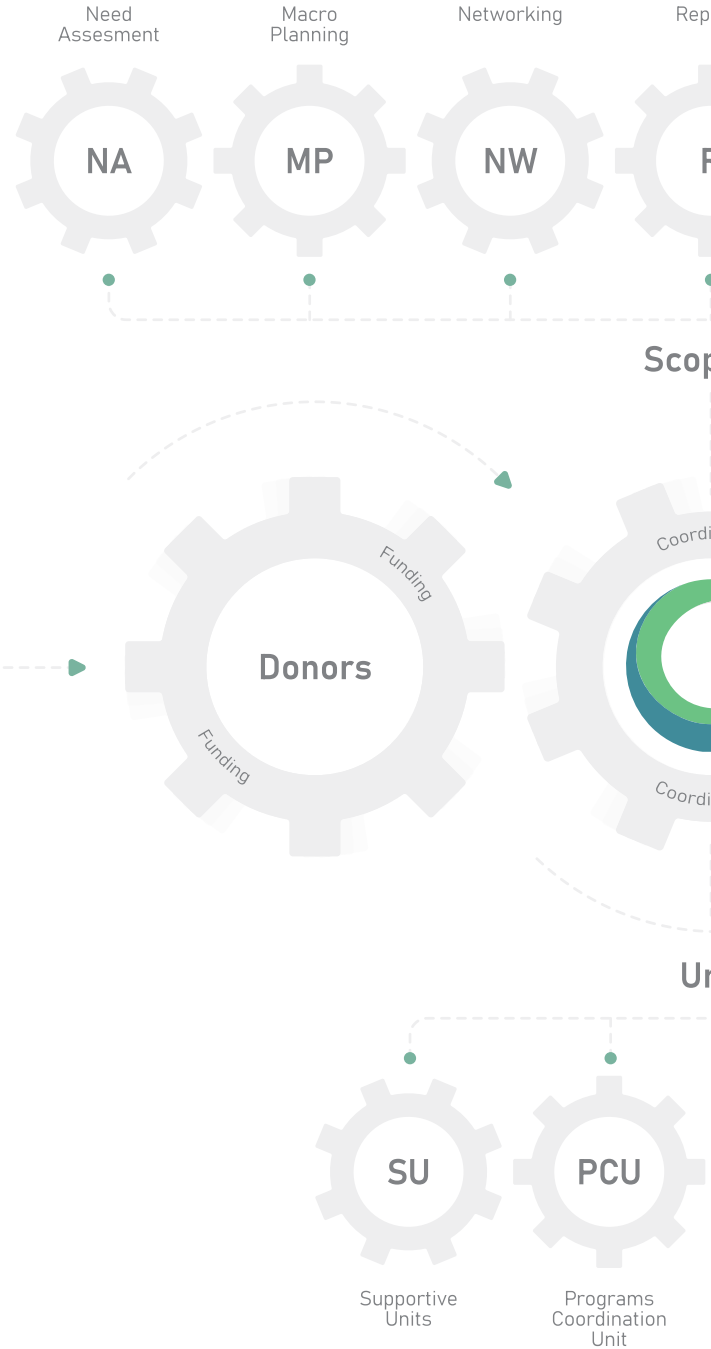 Need
Assesment
Macro
Planning
Networking
NA
MP
NW
Funding
Donors
Funding
SU
PCU
Supportive
Units
Programs
Coordination
Unit